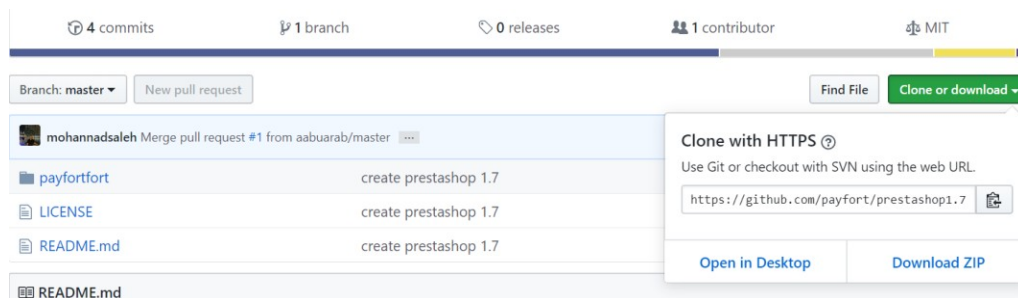 4 commits 1 branch 0 releases 1 contributor MIT
Branch: master New pull request Find File Clone or download
mohannadsaleh Merge pull request #1 from aabuarab/master ...
Clone with HTTPS
Use Git or checkout with SVN using the web URL.
payfortfort create prestashop 1.7
https://github.com/payfort/prestashop1.7
LICENSE create prestashop 1.7
README.md create prestashop 1.7
Open in Desktop Download ZIP
README.md